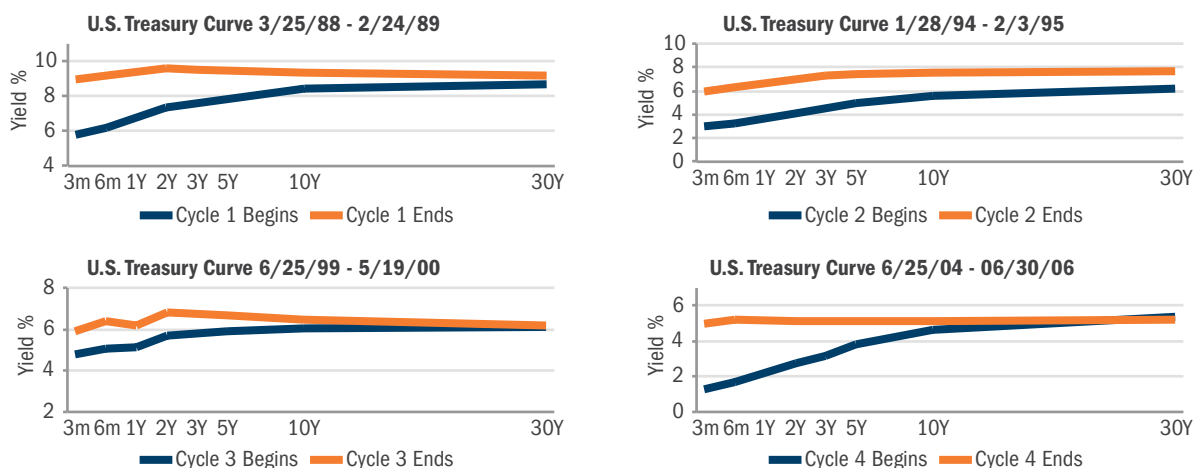 U.S. Treasury Curve 3/25/88 - 2/24/89
Yield %
10
8
6
4
3m 6m 1Y 2Y 3Y 5Y 10Y 30Y
Cycle 1 Begins Cycle 1 Ends
U.S. Treasury Curve 1/28/94 - 2/3/95
Yield %
10
8
6
4
2
0
3m 6m 1Y 2Y 3Y 5Y 10Y 30Y
Cycle 2 Begins Cycle 2 Ends
U.S. Treasury Curve 6/25/99 - 5/19/00
Yield %
8
6
4
2
3m 6m 1Y 2Y 3Y 5Y 10Y 30Y
Cycle 3 Begins Cycle 3 Ends
U.S. Treasury Curve 6/25/04 - 06/30/06
Yield %
6
4
2
0
3m 6m 1Y 2Y 3Y 5Y 10Y 30Y
Cycle 4 Begins Cycle 4 Ends